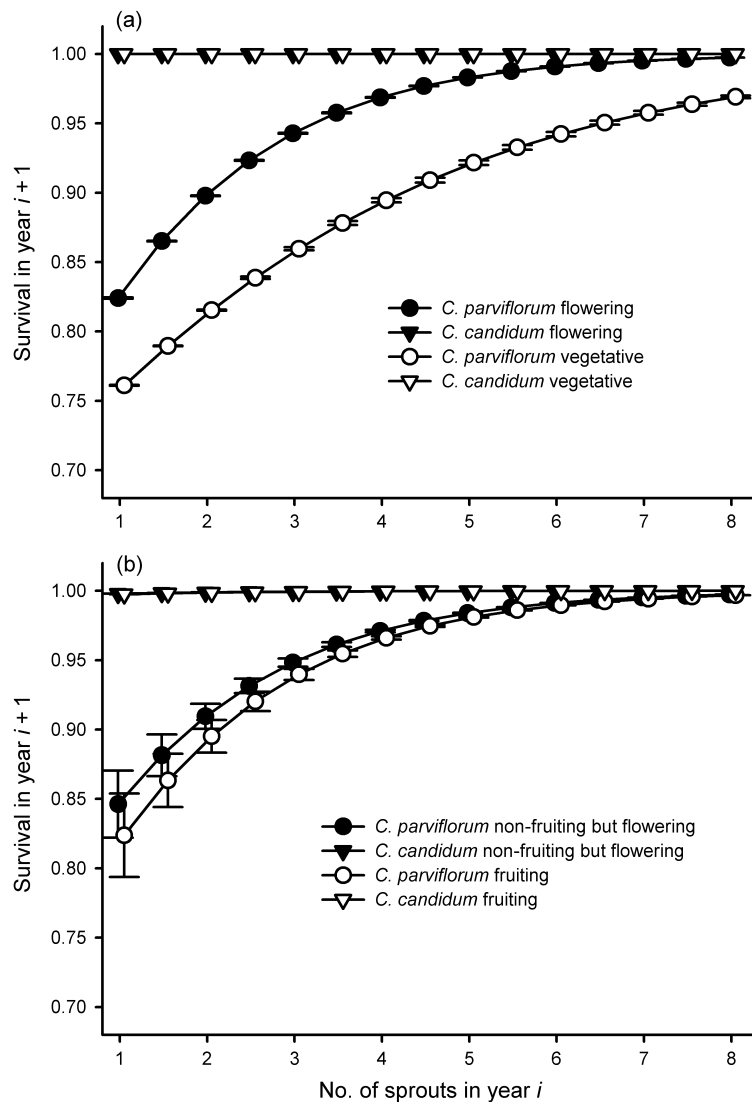 (a)
1.00
0.95
0.90
0.85
0.80
0.75
0.70
Survival in year i + 1
C. parviflorum flowering
C. candidum flowering
C. parviflorum vegetative
C. candidum vegetative
1 2 3 4 5 6 7 8
(b)
1.00
0.95
0.90
0.85
0.80
0.75
0.70
Survival in year i + 1
C. parviflorum non-fruiting but flowering
C. candidum non-fruiting but flowering
C. parviflorum fruiting
C. candidum fruiting
1 2 3 4 5 6 7 8
No. of sprouts in year i